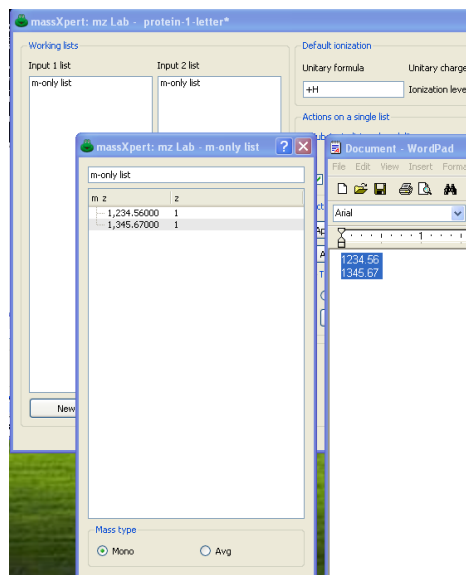 massXpert: mz Lab - protein-1-letter*
Working lists
Input 1 list
Input 2 list
m-only list
m-only list
New
Default ionization
Unitary formula
Unitary charge
+H
Ionization leve
Actions on a single list
massXpert: mz Lab - m-only list
m-only list
m z
z
1,234.56000 1
1,345.67000 1
Mass type
Mono
Avg
Document - WordPad
File Edit View Insert Forma
Arial
1
1234.56
1345.67